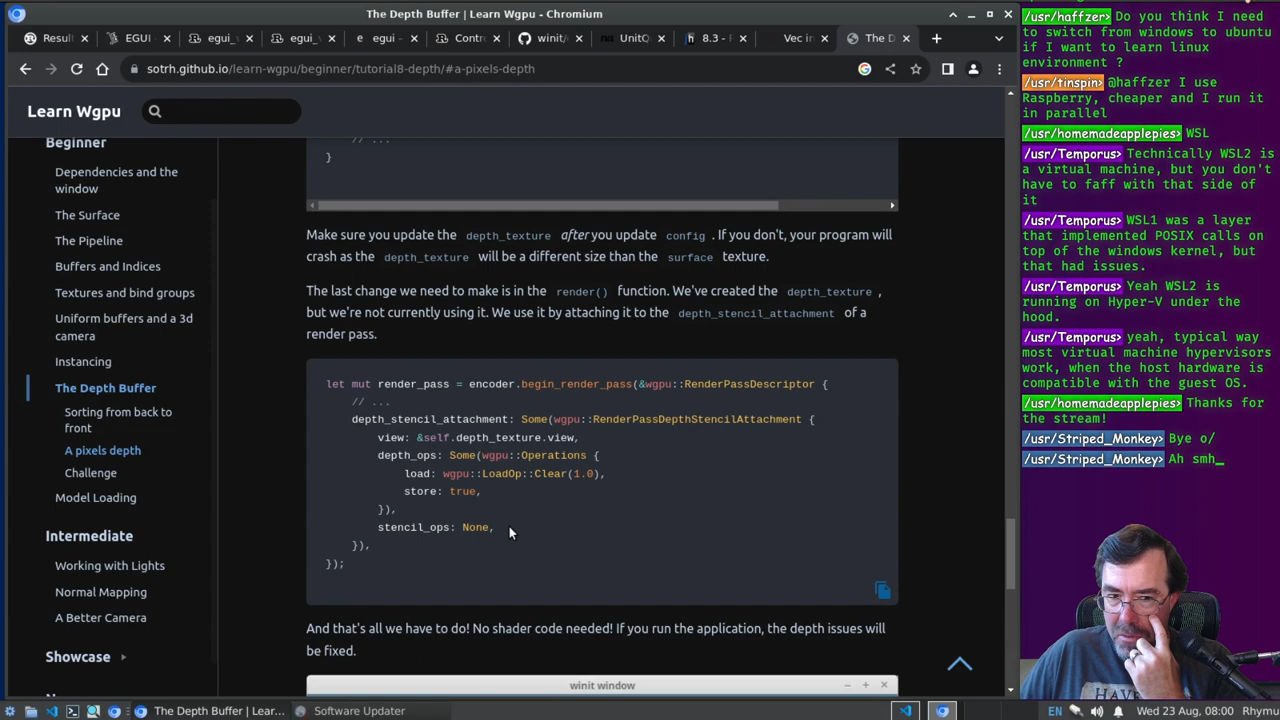 The Depth Buffer | Learn Wgpu - Chromium
Resul
EGUI
egui_
egui_
egui
Contr
winit/
UnitQ
8.3 -
Vec in
The D
sotrh.github.io/learn-wgpu/beginner/tutorial8-depth/#a-pixels-depth
Learn Wgpu
Beginner
Dependencies and the
window
The Surface
The Pipeline
Buffers and Indices
Textures and bind groups
Uniform buffers and a 3d
camera
Instancing
The Depth Buffer
Sorting from back to
front
A pixels depth
Challenge
Model Loading
Intermediate
Working with Lights
Normal Mapping
A Better Camera
Showcase
// ...
}
Make sure you update the depth_texture after you update config . If you don't, your program will
crash as the depth_texture will be a different size than the surface texture.
The last change we need to make is in the render() function. We've created the depth_texture ,
but we're not currently using it. We use it by attaching it to the depth_stencil_attachment of a
render pass.
let mut render_pass = encoder.begin_render_pass(&wgpu::RenderPassDescriptor {
// ...
depth_stencil_attachment: Some(wgpu::RenderPassDepthStencilAttachment {
view: &self.depth_texture.view,
depth_ops: Some(wgpu::Operations {
load: wgpu::LoadOp::Clear(1.0),
store: true,
}),
stencil_ops: None,
}),
});
And that's all we have to do! No shader code needed! If you run the application, the depth issues will
be fixed.
winit window
The Depth Buffer | Lear...
Software Updater
EN
Wed 23 Aug, 08:00
Rhymu
/usr/haffzer> Do you think I need
to switch from windows to ubuntu
if I want to learn linux
environment ?
/usr/tinspin> @haffzer I use
Raspberry, cheaper and I run it
in parallel
/usr/homemadeapplepies> WSL
/usr/Temporus> Technically WSL2 is
a virtual machine, but you don't
have to faff with that side of
it
/usr/Temporus> WSL1 was a layer
that implemented POSIX calls on
top of the windows kernel, but
that had issues.
/usr/Temporus> Yeah WSL2 is
running on Hyper-V under the
hood.
/usr/Temporus> yeah, typical way
most virtual machine hypervisors
work, when the host hardware is
compatible with the guest OS.
/usr/homemadeapplepies> Thanks for
the stream!
/usr/Striped_Monkey> Bye o/
/usr/Striped_Monkey> Ah smh_
HAVE